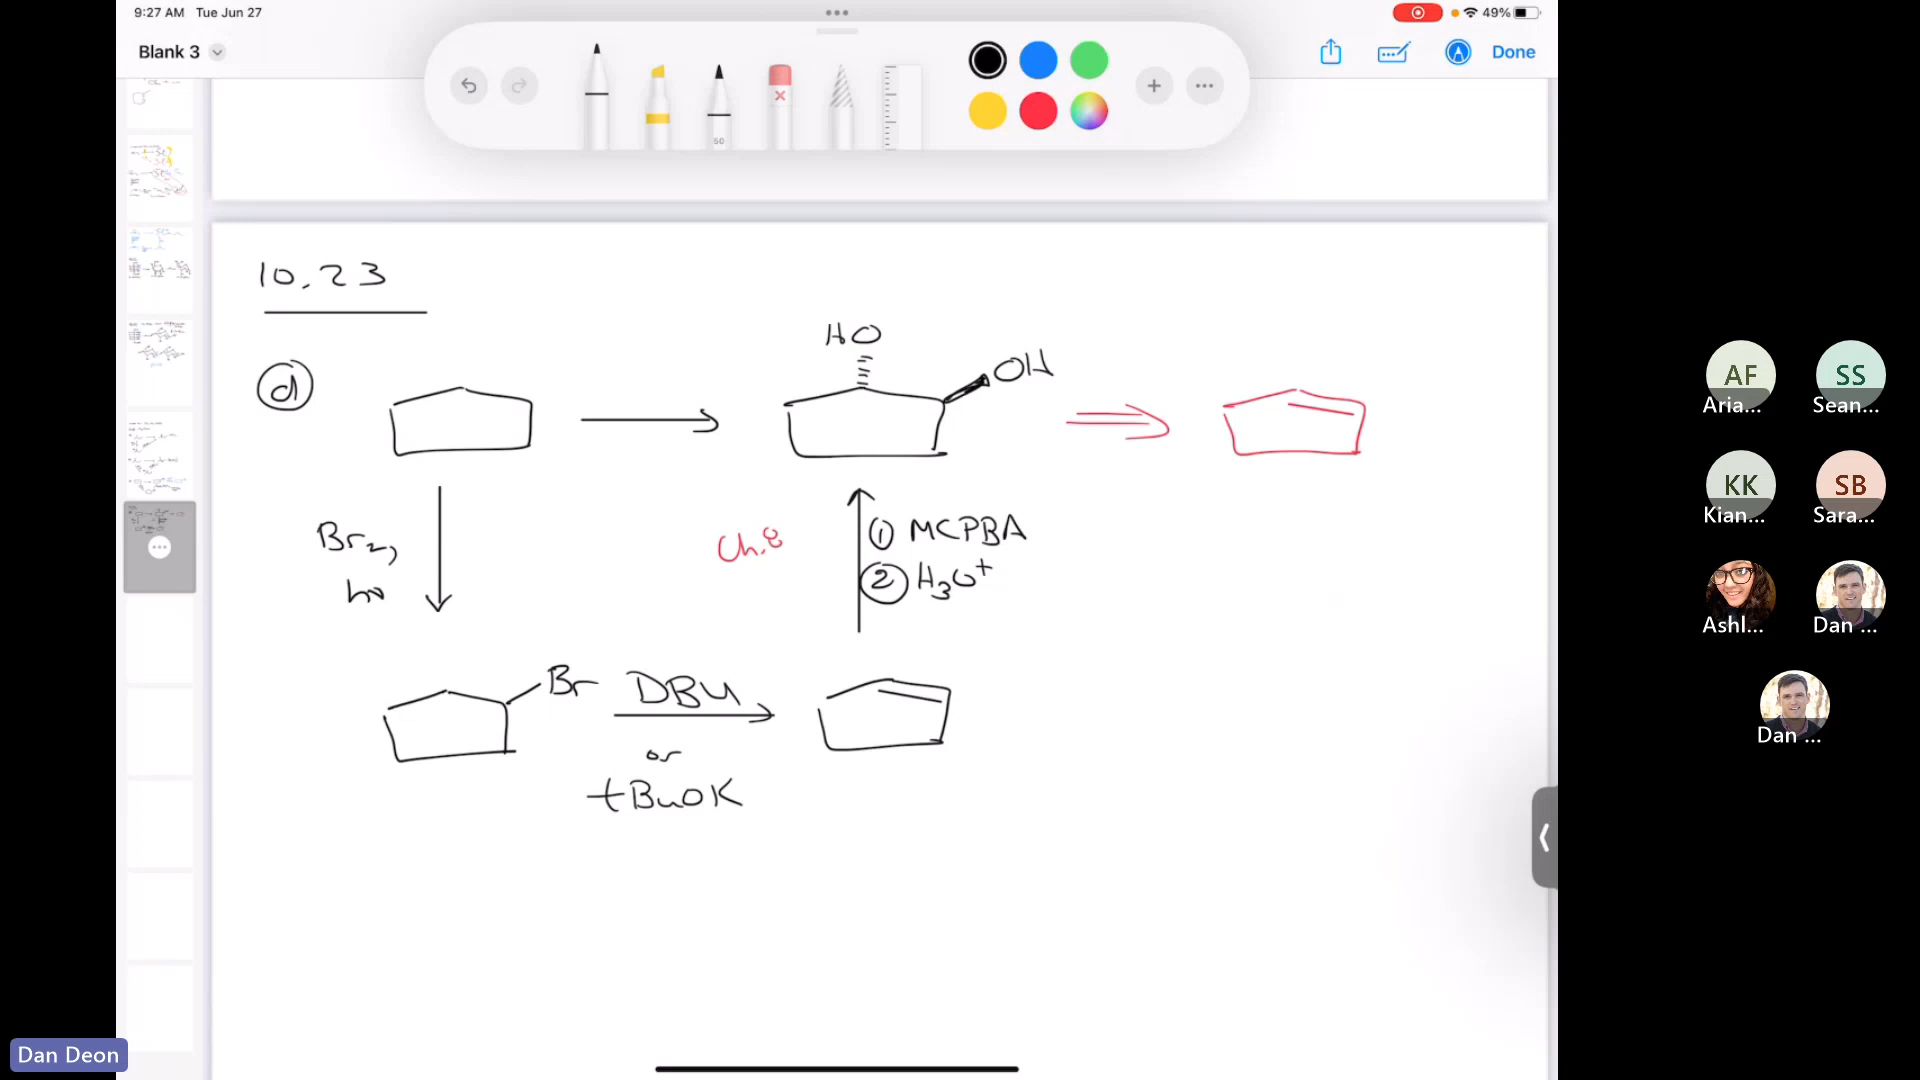 9:27 AM Tue Jun 27
49%
Blank 3
Done
50
10.23
d
HO
OH
Br2,
hν
Ch.8
1 MCPBA
2 H3O+
Br
DBU
or
tBuOK
AF
Aria...
SS
Sean...
KK
Kian...
SB
Sara...
Ashl...
Dan ...
Dan ...
Dan Deon